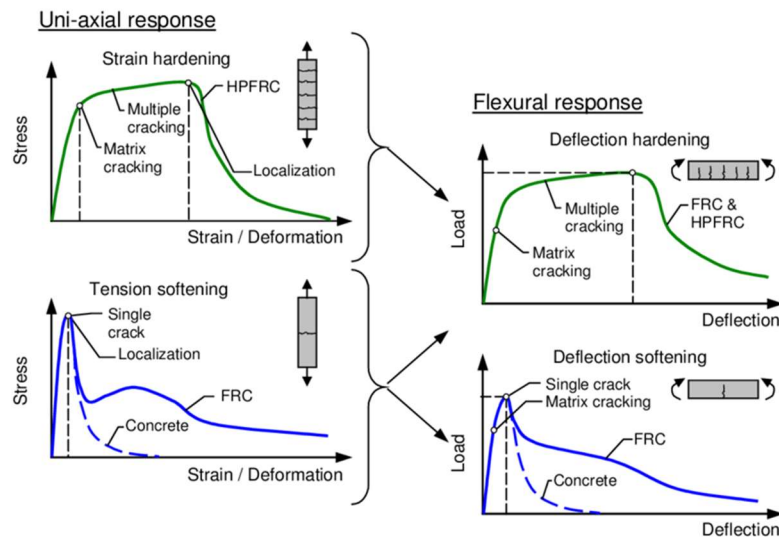 Uni-axial response
Strain hardening
HPFRC
Multiple
cracking
Matrix
cracking
Localization
Stress
Strain / Deformation
Tension softening
Single
crack
Localization
FRC
Concrete
Stress
Strain / Deformation
Flexural response
Deflection hardening
FRC &
HPFRC
Multiple
cracking
Matrix
cracking
Load
Deflection
Deflection softening
Single crack
Matrix cracking
FRC
Concrete
Load
Deflection